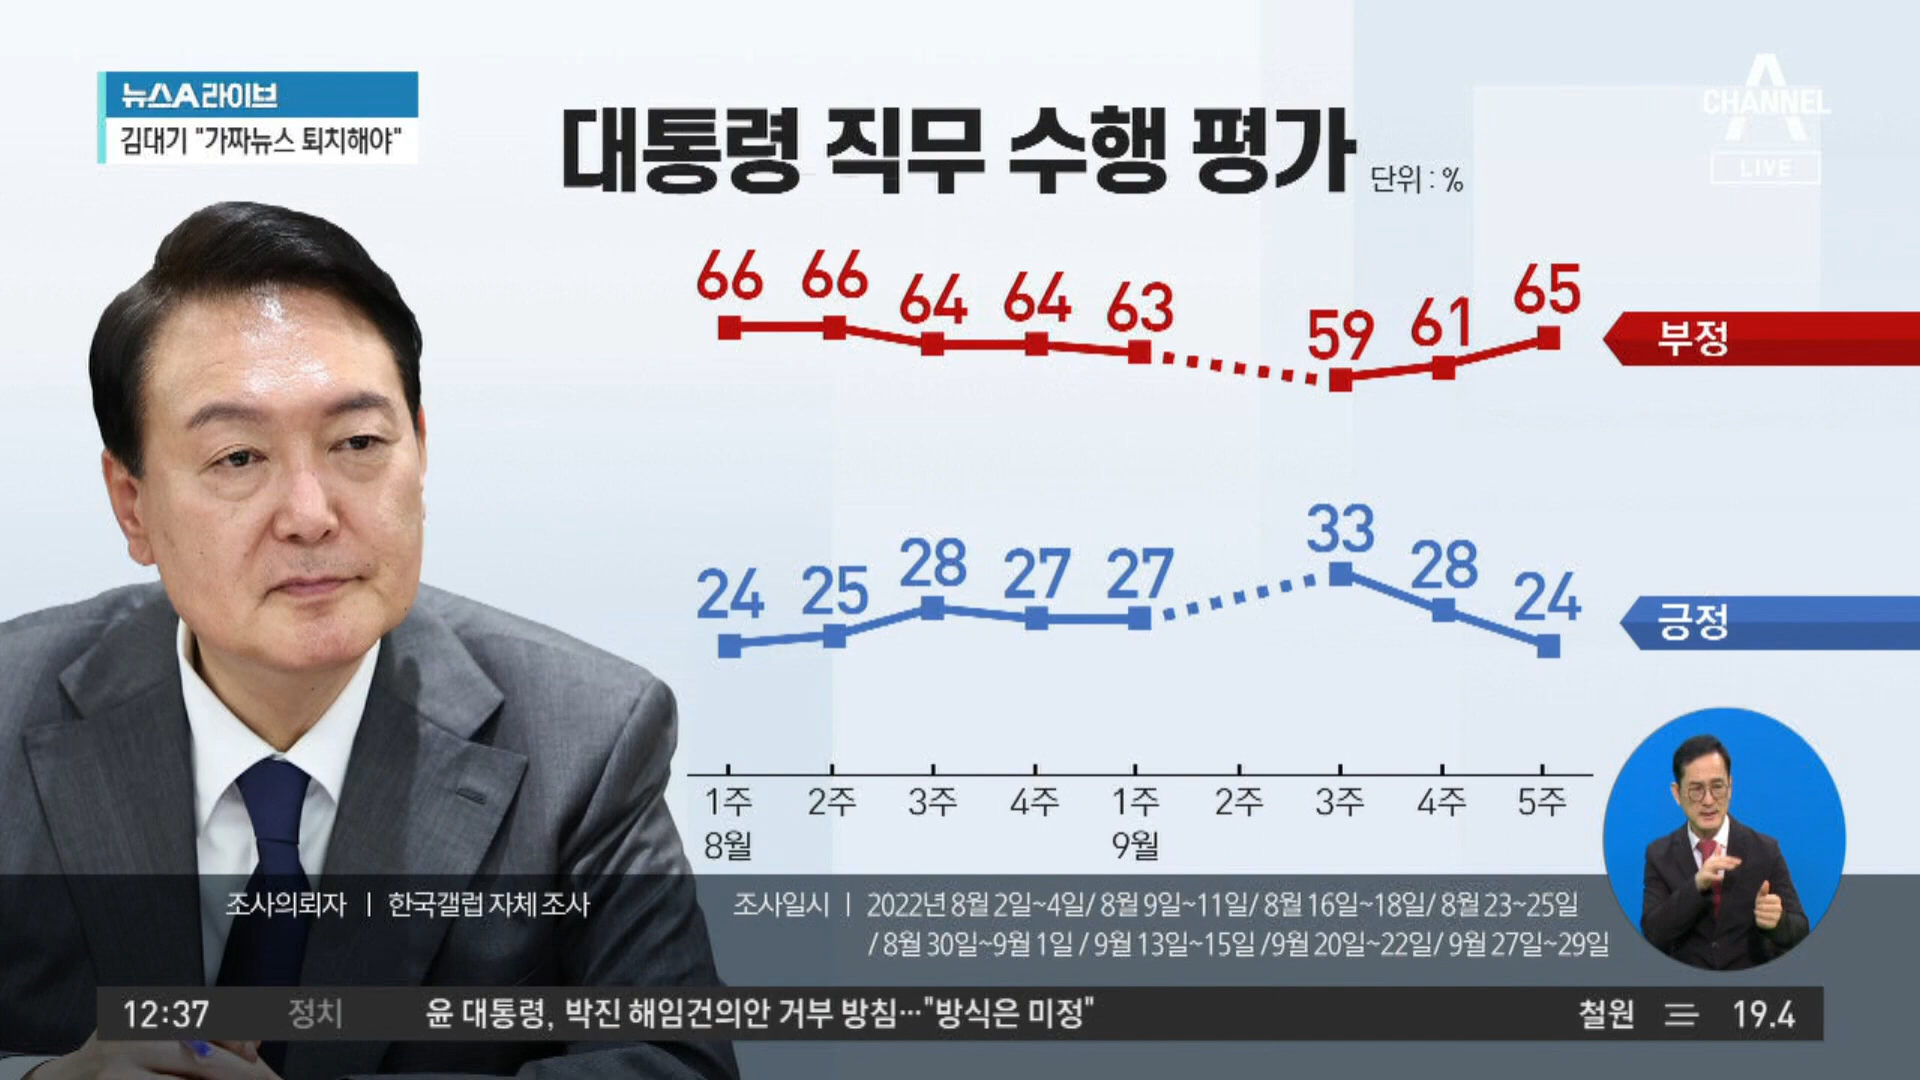 뉴스A 라이브
김대기 "가짜뉴스 퇴치해야"
CHANNEL A
LIVE
대통령 직무 수행 평가 단위 : %
66 66 64 64 63 59 61 65
부정
24 25 28 27 27 33 28 24
긍정
1주 2주 3주 4주 1주 2주 3주 4주 5주
8월 9월
조사의뢰자 | 한국갤럽 자체 조사
조사일시 | 2022년 8월 2일~4일/ 8월 9일~11일/ 8월 16일~18일/ 8월 23~25일
/ 8월 30일~9월 1일 / 9월 13일~15일 /9월 20일~22일/ 9월 27일~29일
12:37 정치 윤 대통령, 박진 해임건의안 거부 방침…"방식은 미정" 철원 19.4